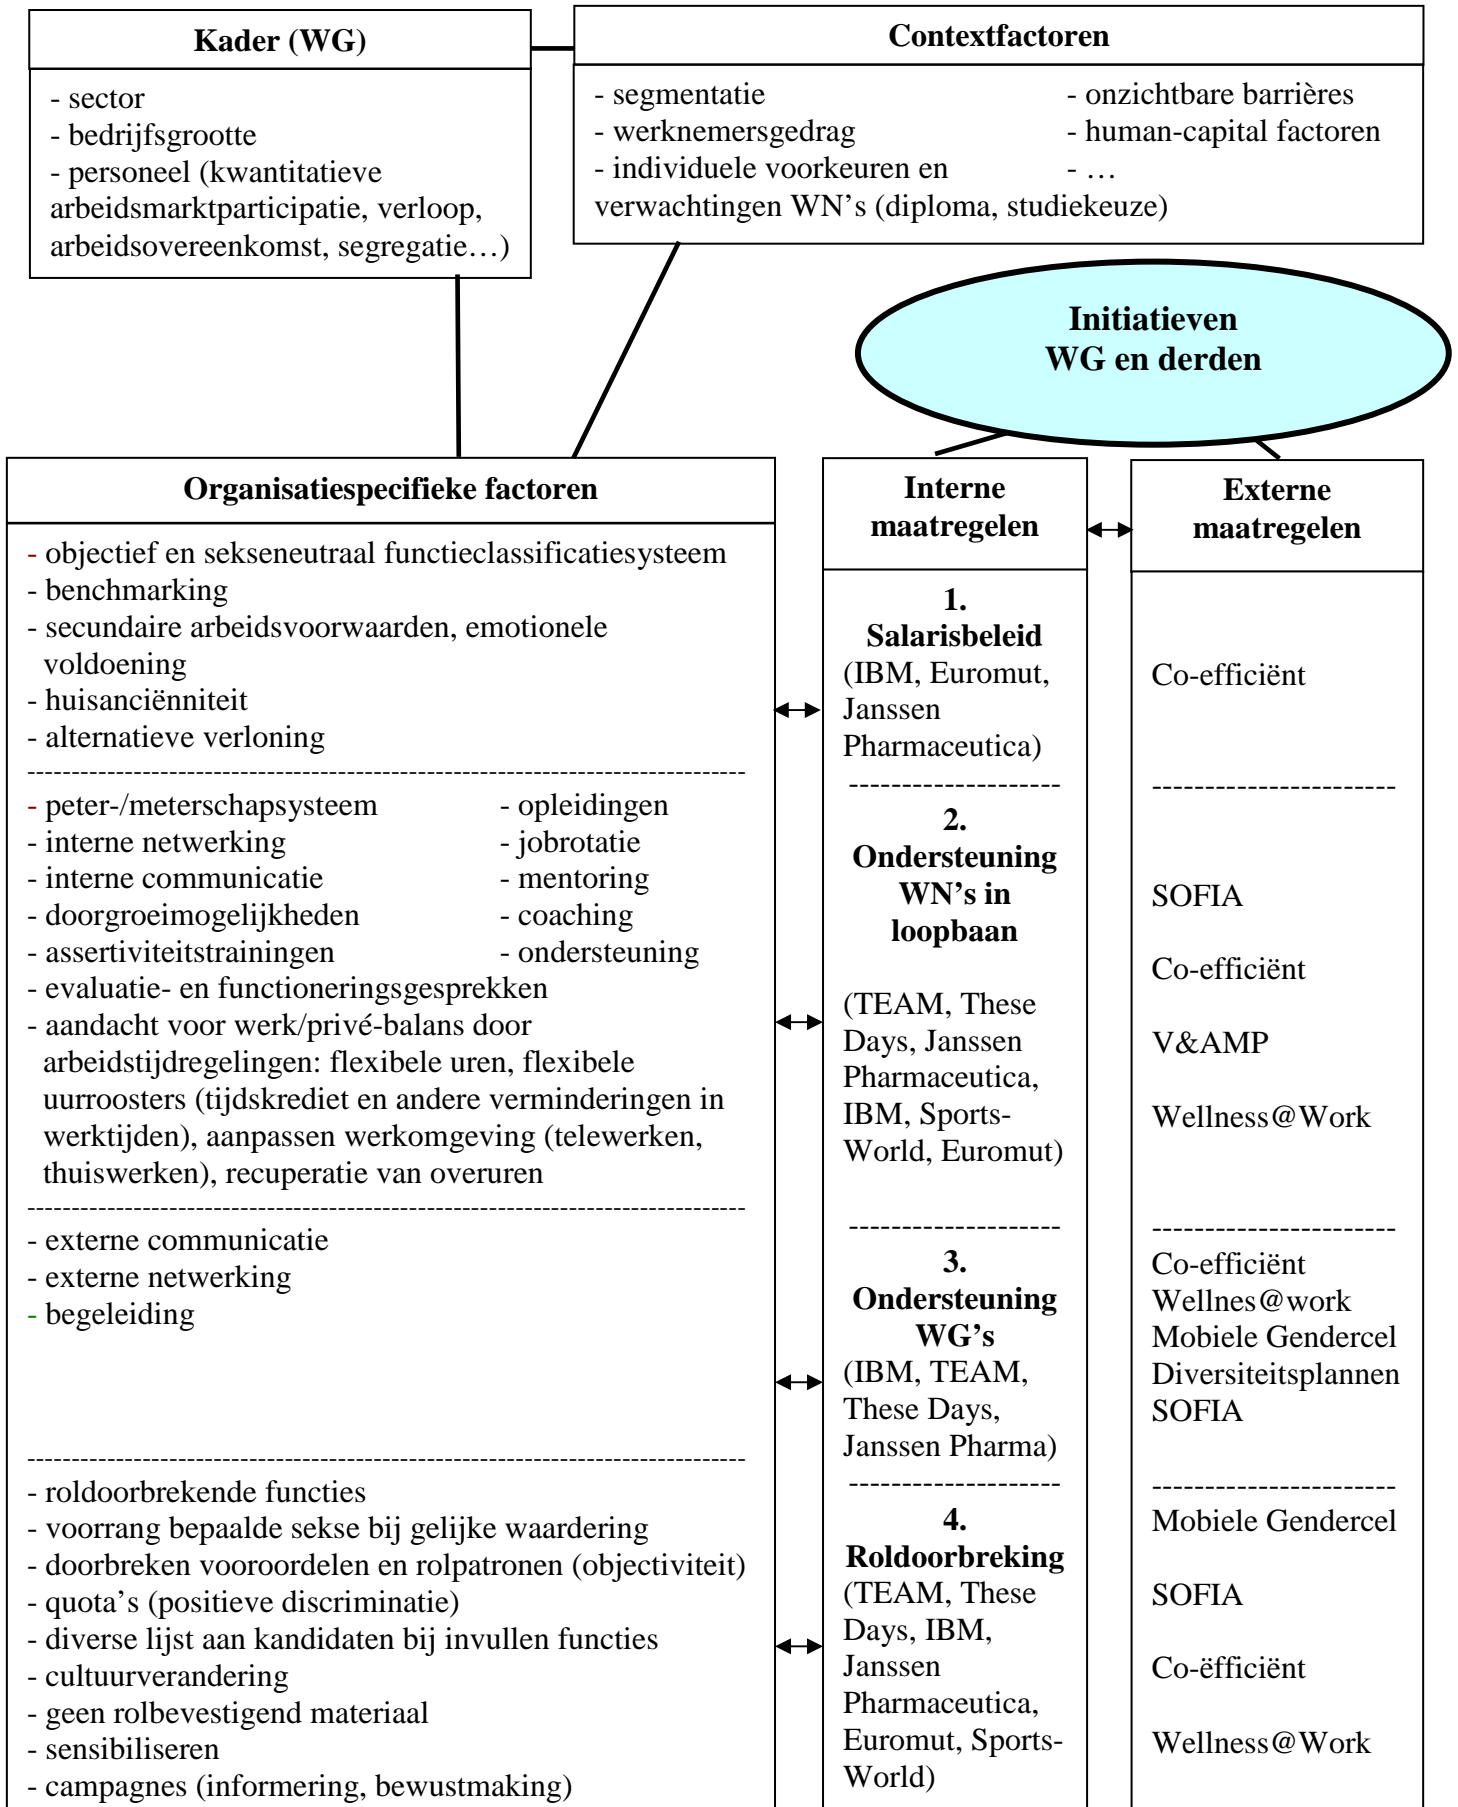 Kader (WG)
- sector
- bedrijfsgrootte
- personeel (kwantitatieve
arbeidsmarktparticipatie, verloop,
arbeidsovereenkomst, segregatie…)
Contextfactoren
- segmentatie
- werknemersgedrag
- individuele voorkeuren en
verwachtingen WN’s (diploma, studiekeuze)
- onzichtbare barrières
- human-capital factoren
- …
Initiatieven
WG en derden
Organisatiespecifieke factoren
- objectief en sekseneutraal functieclassificatiesysteem
- benchmarking
- secundaire arbeidsvoorwaarden, emotionele
voldoening
- huisanciënniteit
- alternatieve verloning
- peter-/meterschapsysteem
- interne netwerking
- interne communicatie
- doorgroeimogelijkheden
- assertiviteitstrainingen
- opleidingen
- jobrotatie
- mentoring
- coaching
- ondersteuning
- evaluatie- en functioneringsgesprekken
- aandacht voor werk/privé-balans door
arbeidstijdregelingen: flexibele uren, flexibele
uurroosters (tijdskrediet en andere verminderingen in
werktijden), aanpassen werkomgeving (telewerken,
thuiswerken), recuperatie van overuren
- externe communicatie
- externe netwerking
- begeleiding
- roldoorbrekende functies
- voorrang bepaalde sekse bij gelijke waardering
- doorbreken vooroordelen en rolpatronen (objectiviteit)
- quota’s (positieve discriminatie)
- diverse lijst aan kandidaten bij invullen functies
- cultuurverandering
- geen rolbevestigend materiaal
- sensibiliseren
- campagnes (informering, bewustmaking)
Interne
maatregelen
1.
Salarisbeleid
(IBM, Euromut,
Janssen
Pharmaceutica)
2.
Ondersteuning
WN’s in
loopbaan
(TEAM, These
Days, Janssen
Pharmaceutica,
IBM, Sports-
World, Euromut)
3.
Ondersteuning
WG’s
(IBM, TEAM,
These Days,
Janssen Pharma)
4.
Roldoorbreking
(TEAM, These
Days, IBM,
Janssen
Pharmaceutica,
Euromut, Sports-
World)
Externe
maatregelen
Co-efficiënt
SOFIA
Co-efficiënt
V&AMP
Wellness@Work
Co-efficiënt
Wellnes@work
Mobiele Gendercel
Diversiteitsplannen
SOFIA
Mobiele Gendercel
SOFIA
Co-ëfficiënt
Wellness@Work